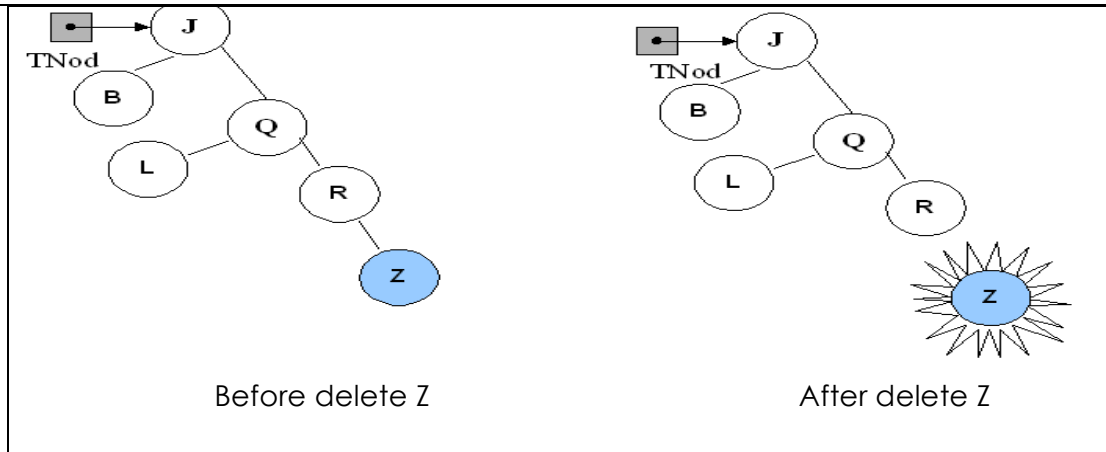 J
TNod
B
Q
L
R
Z
Before delete Z
J
TNod
B
Q
L
R
Z
After delete Z